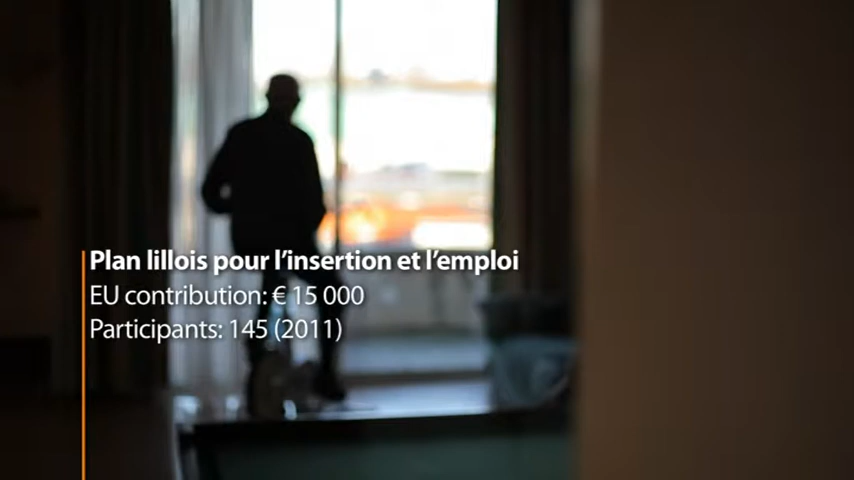 Plan lillois pour l’insertion et l’emploi
EU contribution: € 15 000
Participants: 145 (2011)